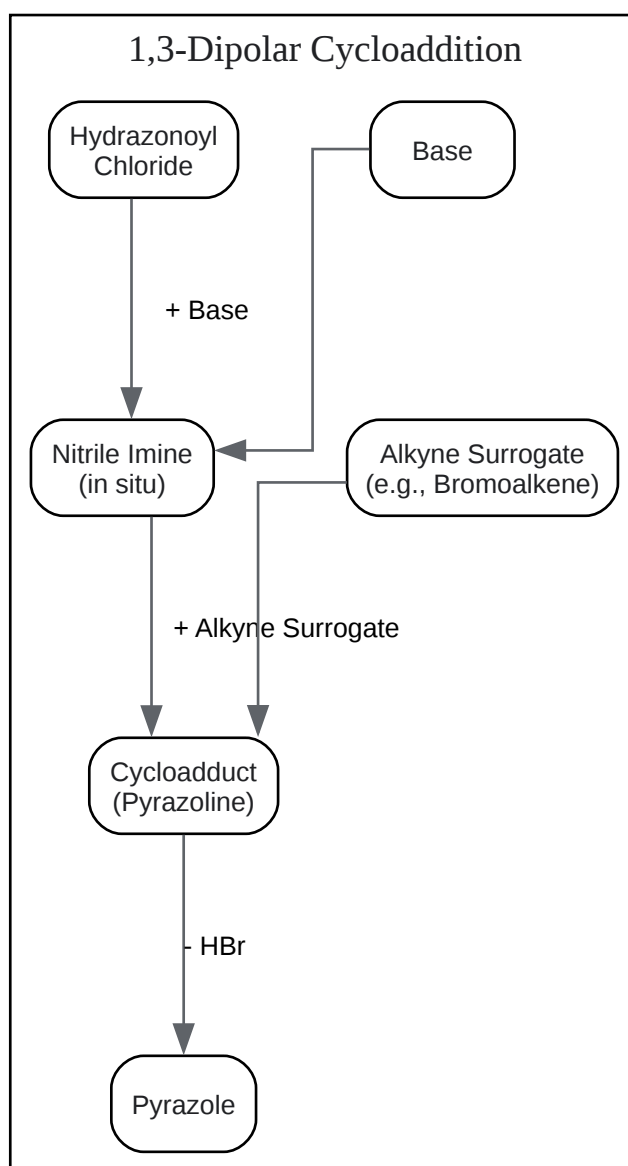 1,3-Dipolar Cycloaddition
Hydrazonoyl
Chloride
Base
+ Base
Nitrile Imine
(in situ)
Alkyne Surrogate
(e.g., Bromoalkene)
+ Alkyne Surrogate
Cycloadduct
(Pyrazoline)
- HBr
Pyrazole